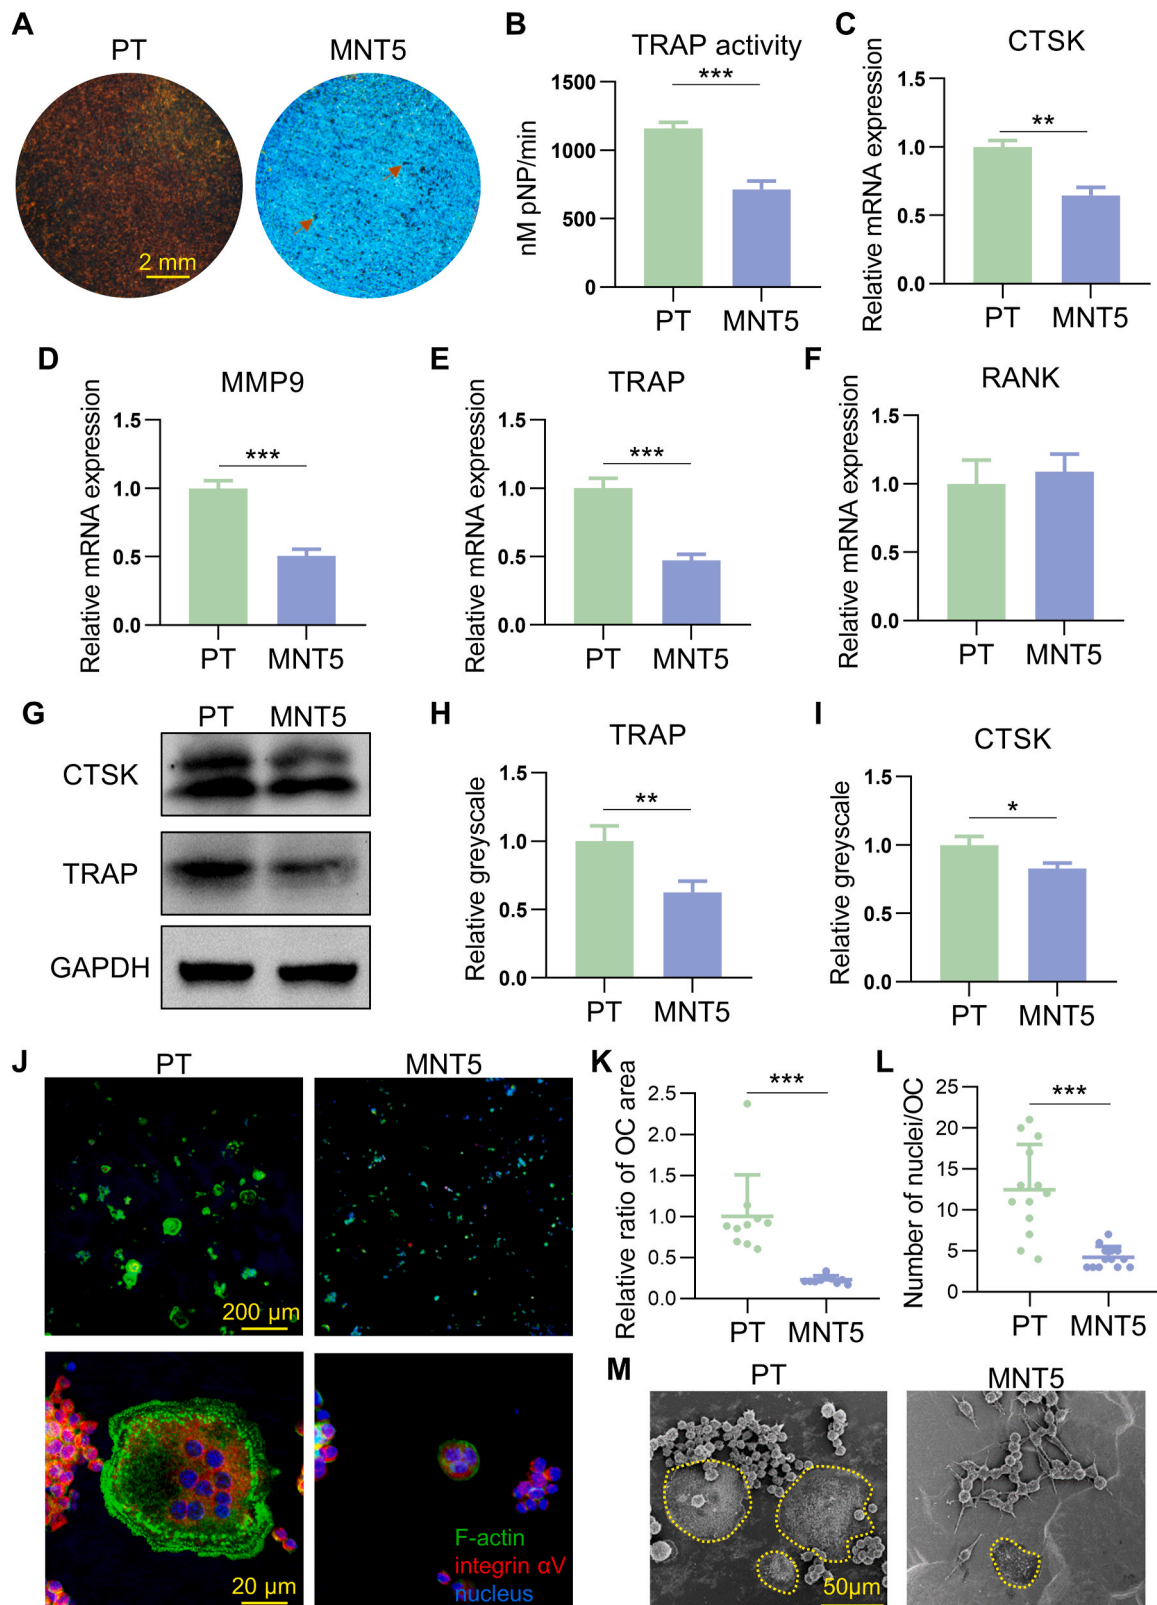 A
PT
MNT5
2 mm
B
TRAP activity
nM pNP/min
1500
1000
500
0
***
PT
MNT5
C
CTSK
Relative mRNA expression
1.5
1.0
0.5
0.0
**
PT
MNT5
D
MMP9
Relative mRNA expression
1.5
1.0
0.5
0.0
***
PT
MNT5
E
TRAP
Relative mRNA expression
1.5
1.0
0.5
0.0
***
PT
MNT5
F
RANK
Relative mRNA expression
1.5
1.0
0.5
0.0
PT
MNT5
G
PT
MNT5
CTSK
TRAP
GAPDH
H
TRAP
Relative greyscale
1.5
1.0
0.5
0.0
**
PT
MNT5
I
CTSK
Relative greyscale
1.5
1.0
0.5
0.0
*
PT
MNT5
J
PT
MNT5
200 μm
20 μm
F-actin
integrin αV
nucleus
K
Relative ratio of OC area
2.5
2.0
1.5
1.0
0.5
0.0
***
PT
MNT5
L
Number of nuclei/OC
25
20
15
10
5
0
***
PT
MNT5
M
PT
MNT5
50μm